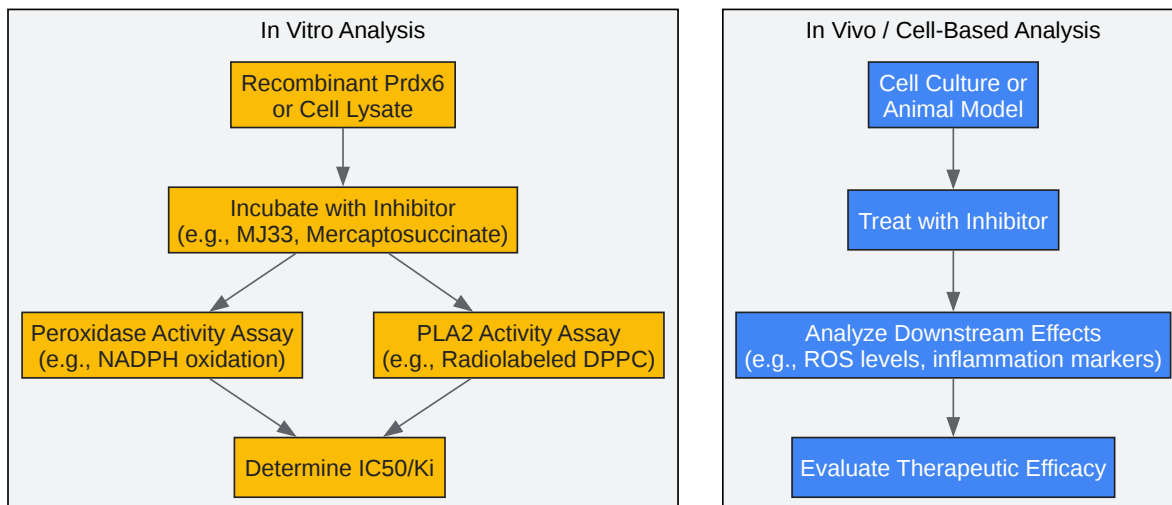 In Vitro Analysis
Recombinant Prdx6
or Cell Lysate
Incubate with Inhibitor
(e.g., MJ33, Mercaptosuccinate)
Peroxidase Activity Assay
(e.g., NADPH oxidation)
PLA2 Activity Assay
(e.g., Radiolabeled DPPC)
Determine IC50/Ki
In Vivo / Cell-Based Analysis
Cell Culture or
Animal Model
Treat with Inhibitor
Analyze Downstream Effects
(e.g., ROS levels, inflammation markers)
Evaluate Therapeutic Efficacy